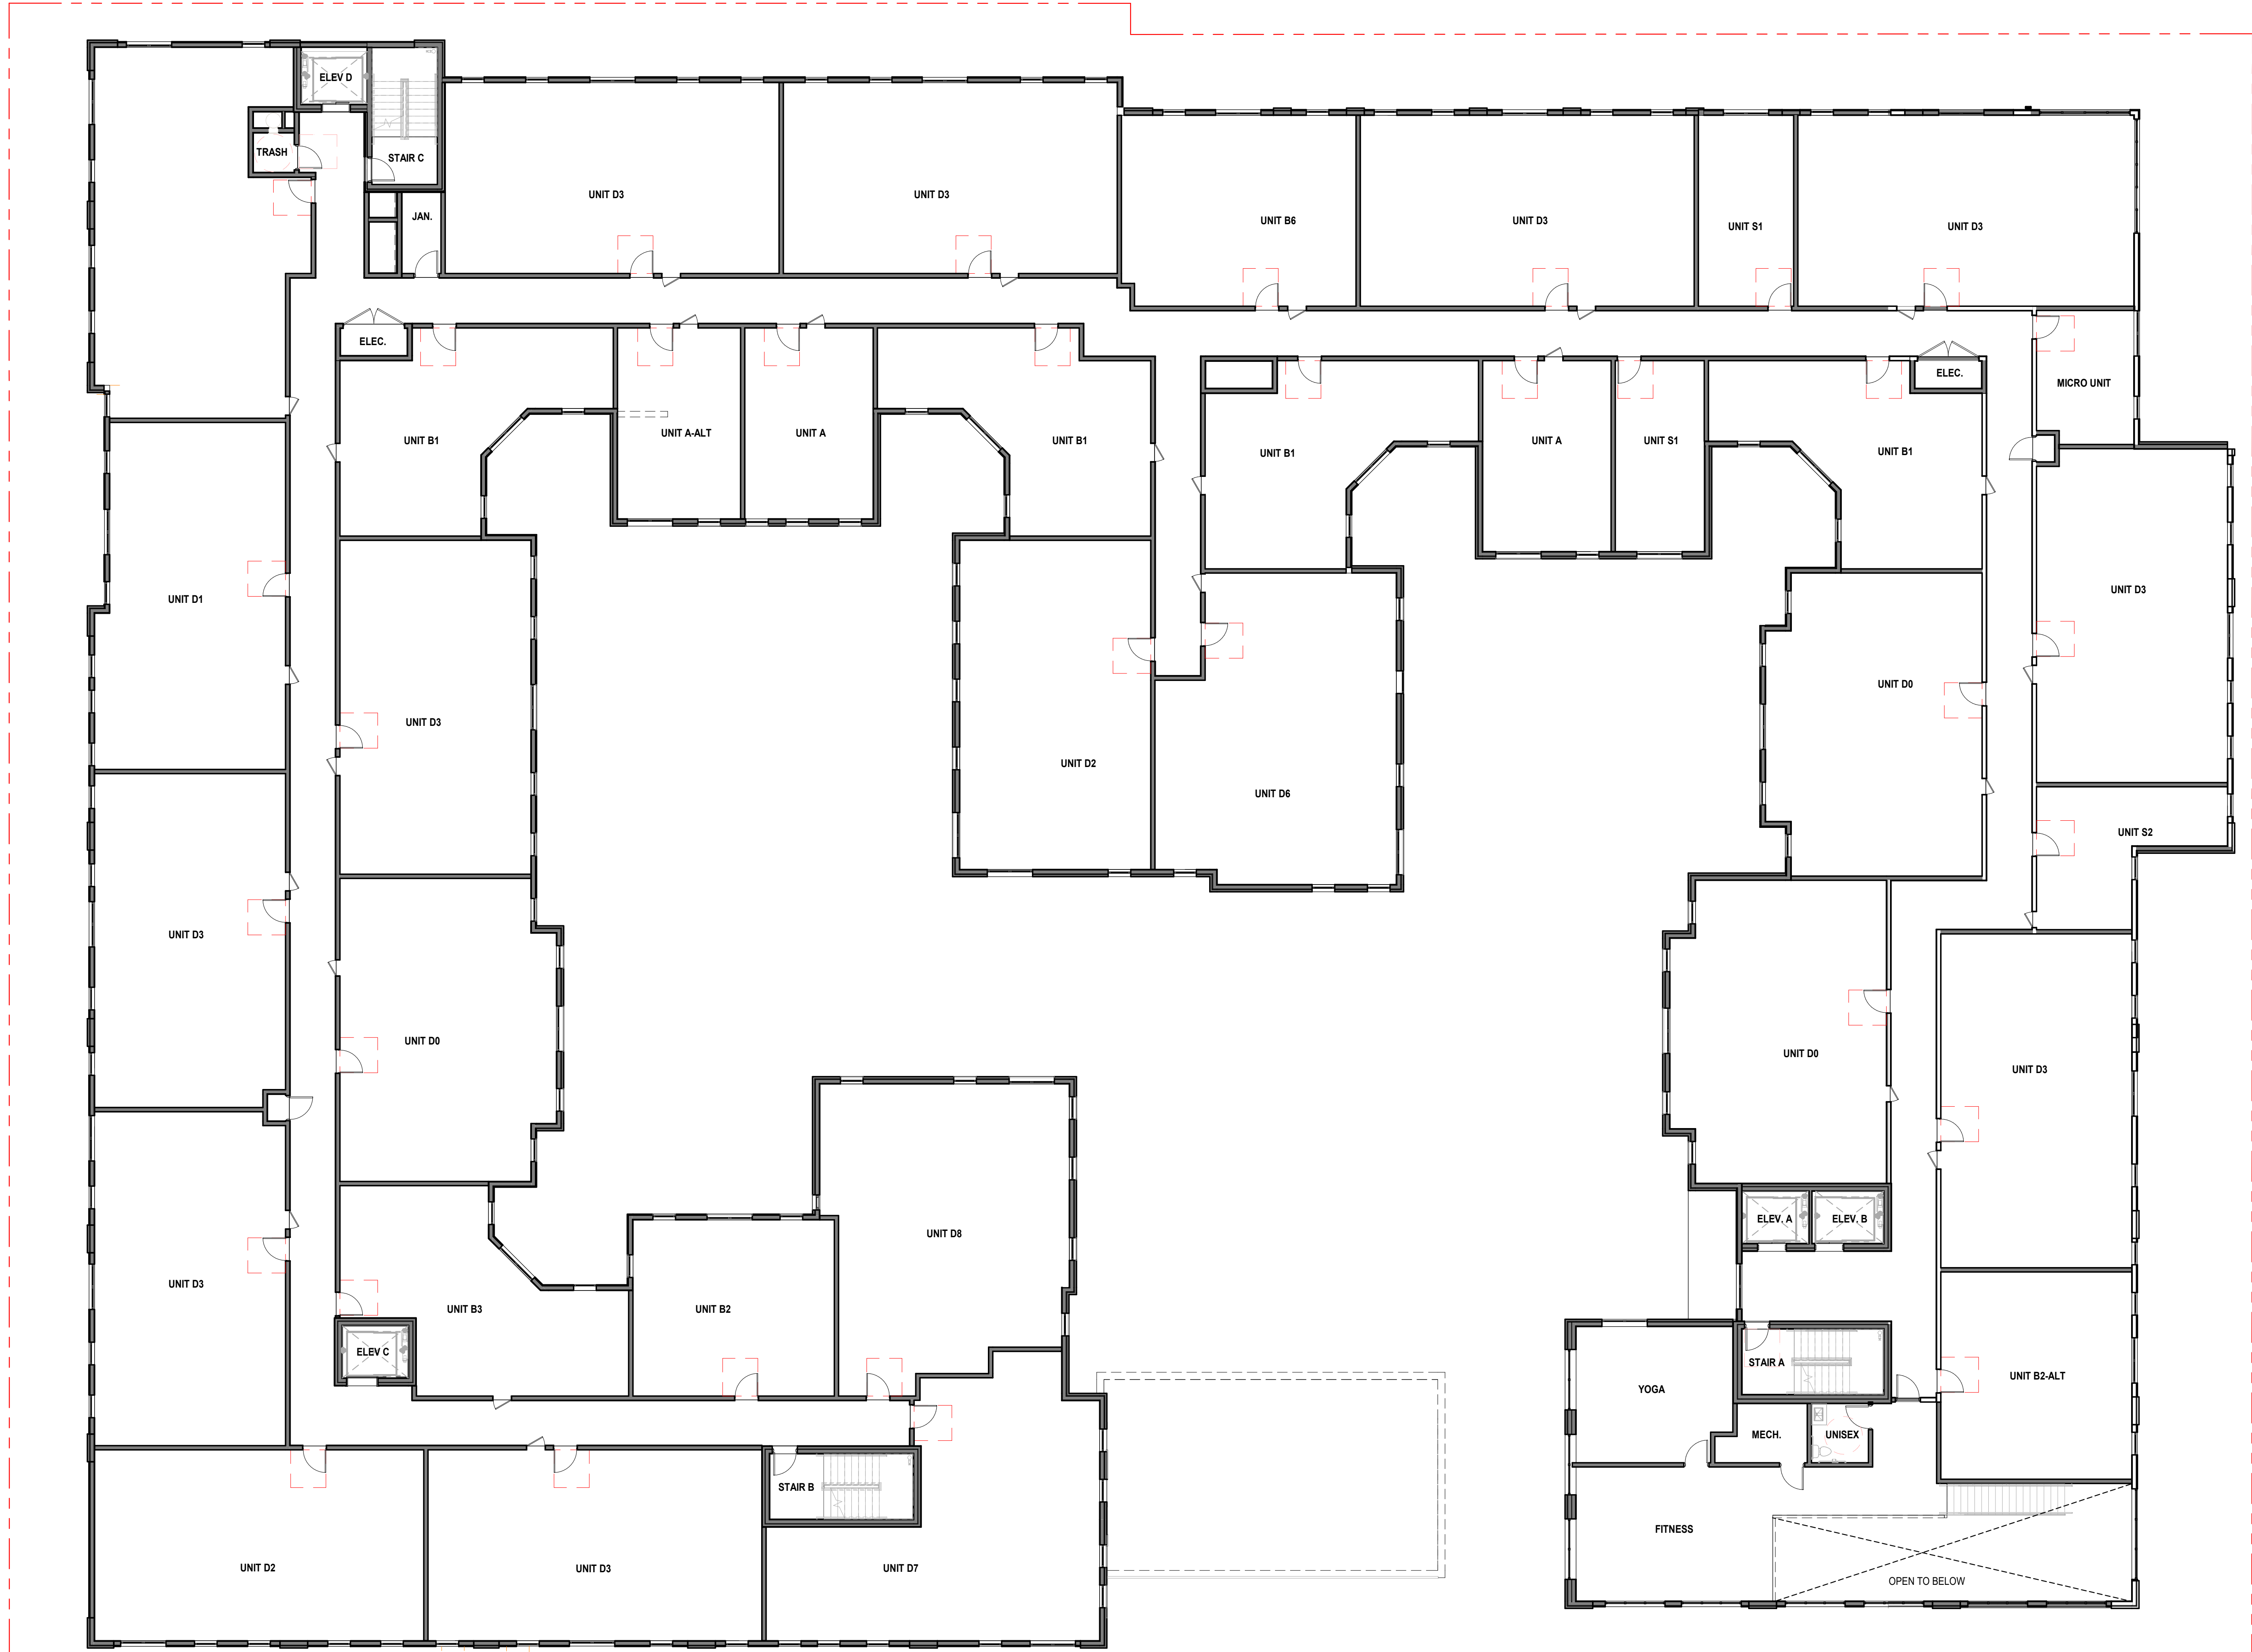 ELEV D
TRASH
STAIR C
JAN.
UNIT D3
UNIT D3
UNIT B6
UNIT D3
UNIT S1
UNIT D3
ELEC.
ELEC.
MICRO UNIT
UNIT B1
UNIT A-ALT
UNIT A
UNIT B1
UNIT B1
UNIT A
UNIT S1
UNIT B1
UNIT D1
UNIT D3
UNIT D3
UNIT D0
UNIT D2
UNIT D6
UNIT S2
UNIT D3
UNIT D0
UNIT D0
UNIT D3
ELEV. A
ELEV. B
UNIT D8
UNIT D3
UNIT B3
UNIT B2
ELEV C
STAIR A
YOGA
UNIT B2-ALT
MECH.
UNISEX
STAIR B
FITNESS
UNIT D2
UNIT D3
UNIT D7
OPEN TO BELOW